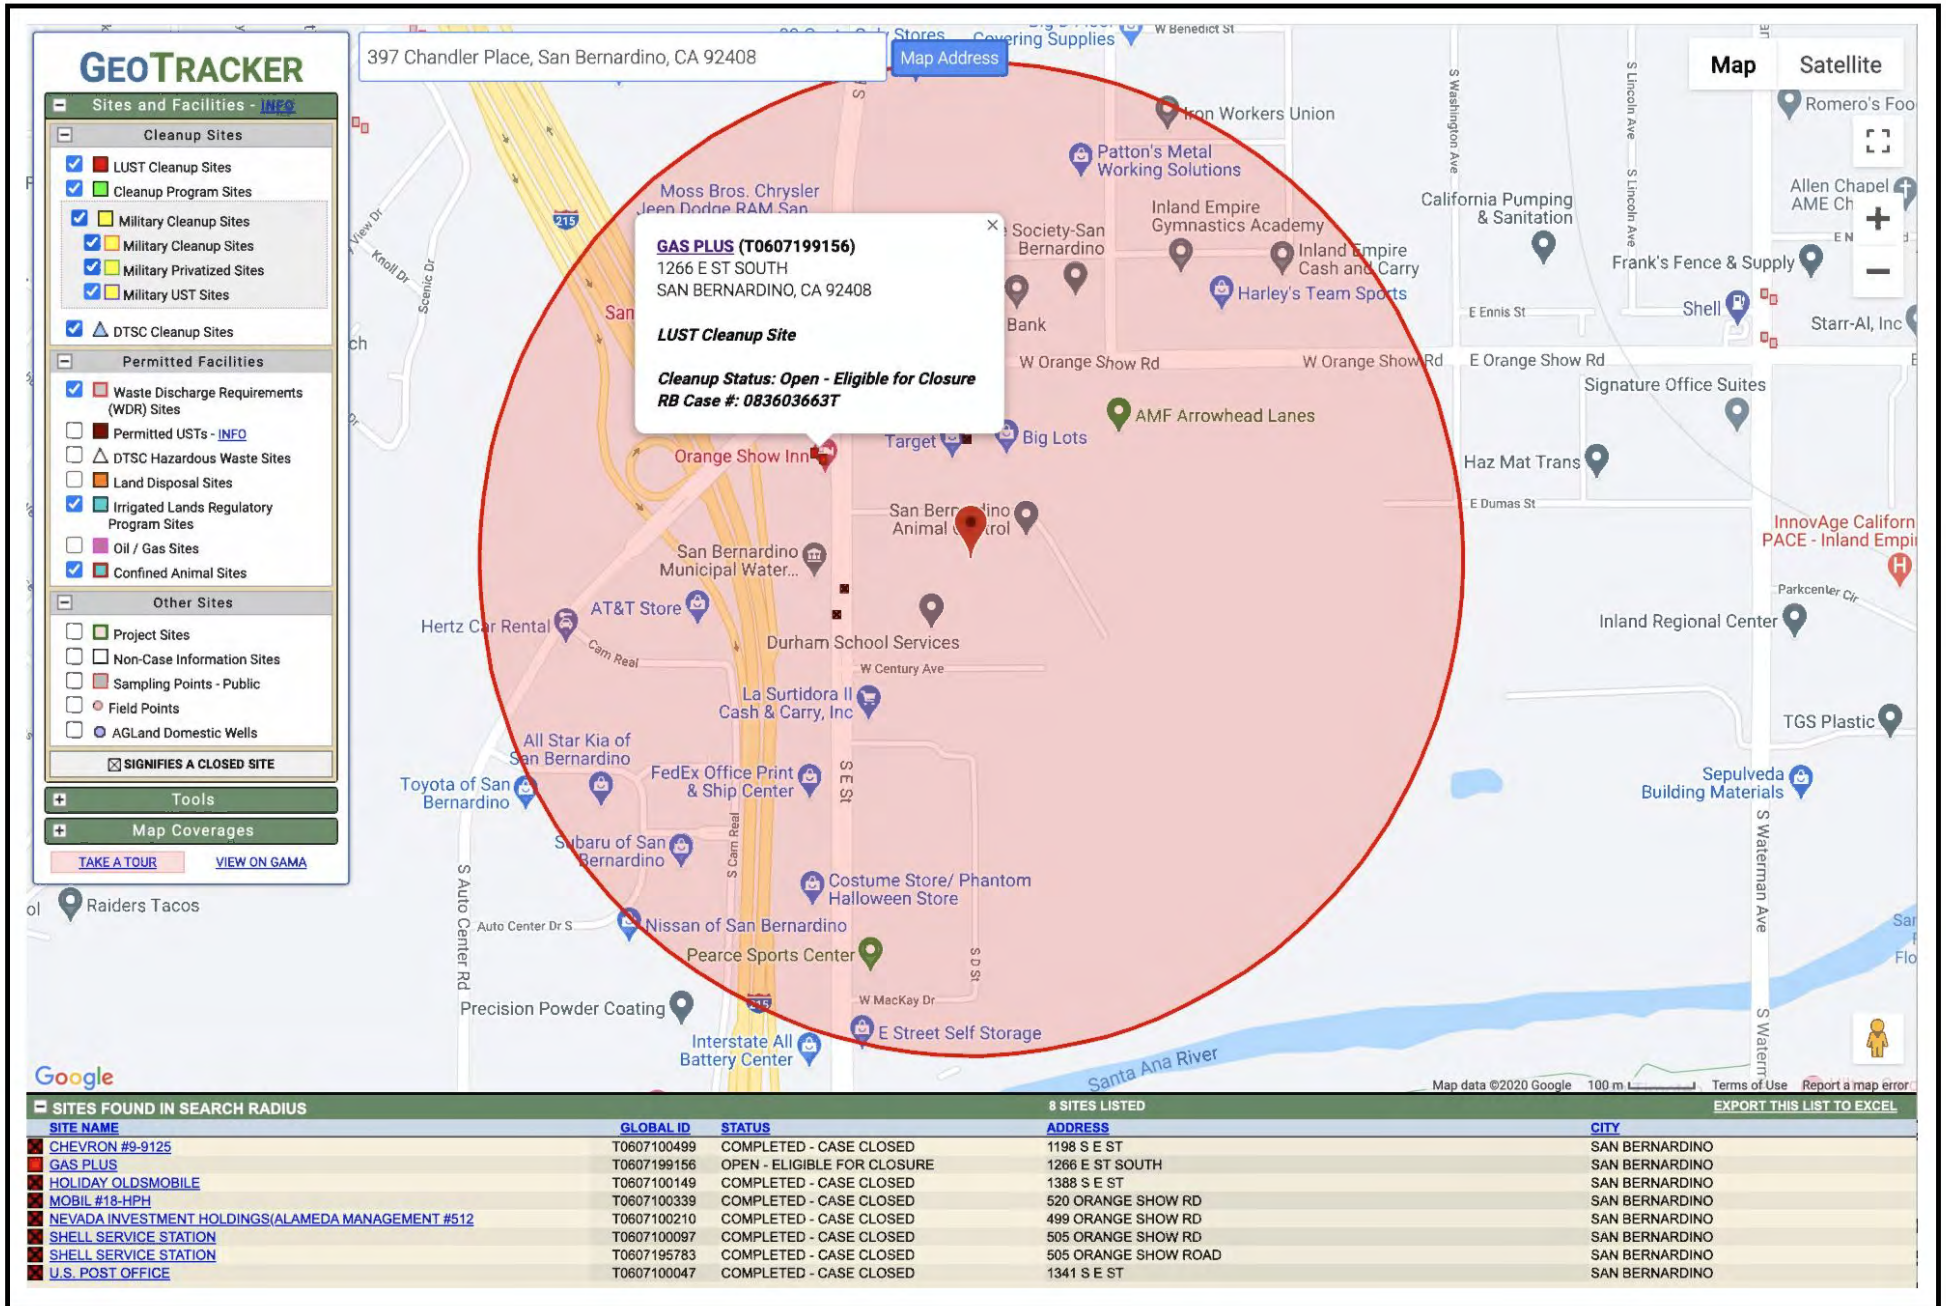 GEOTRACKER
Sites and Facilities - INFO
Cleanup Sites
LUST Cleanup Sites
Cleanup Program Sites
Military Cleanup Sites
Military Cleanup Sites
Military Privatized Sites
Military UST Sites
DTSC Cleanup Sites
Permitted Facilities
Waste Discharge Requirements
(WDR) Sites
Permitted USTs - INFO
DTSC Hazardous Waste Sites
Land Disposal Sites
Irrigated Lands Regulatory
Program Sites
Oil / Gas Sites
Confined Animal Sites
Other Sites
Project Sites
Non-Case Information Sites
Sampling Points - Public
Field Points
AGLand Domestic Wells
SIGNIFIES A CLOSED SITE
Tools
Map Coverages
TAKE A TOUR
VIEW ON GAMA
397 Chandler Place, San Bernardino, CA 92408
Map Address
Map
Satellite
Stores
Covering Supplies
W Benedict St
Iron Workers Union
Patton's Metal
Working Solutions
Moss Bros. Chrysler
Jeep Dodge RAM San
215
Inland Empire
Gymnastics Academy
Society-San
Bernardino
Inland Empire
Cash and Carry
Harley's Team Sports
Bank
W Orange Show Rd
W Orange Show Rd
E Orange Show Rd
S Washington Ave
S Lincoln Ave
S Lincoln Ave
Romero's Foo
Allen Chapel
AME Ch
E N
California Pumping
& Sanitation
Frank's Fence & Supply
E Ennis St
Shell
Starr-Al, Inc
Signature Office Suites
View Dr
Knoll Dr
Scenic Dr
GAS PLUS (T0607199156)
1266 E ST SOUTH
SAN BERNARDINO, CA 92408
LUST Cleanup Site
Cleanup Status: Open - Eligible for Closure
RB Case #: 083603663T
San
AMF Arrowhead Lanes
Target
Big Lots
Orange Show Inn
Haz Mat Trans
E Dumas St
San Bernardino
Animal Control
InnovAge Californ
PACE - Inland Empi
San Bernardino
Municipal Water...
AT&T Store
Hertz Car Rental
Cam Real
Durham School Services
W Century Ave
Parkcenter Cir
Inland Regional Center
La Surtidora II
Cash & Carry, Inc
TGS Plastic
All Star Kia of
San Bernardino
Toyota of San
Bernardino
FedEx Office Print
& Ship Center
S E St
Sepulveda
Building Materials
Subaru of San
Bernardino
S Cam Real
S Auto Center Rd
Costume Store/ Phantom
Halloween Store
S Waterman Ave
Raiders Tacos
Auto Center Dr S
Nissan of San Bernardino
Pearce Sports Center
S D St
W MacKay Dr
215
Precision Powder Coating
E Street Self Storage
Interstate All
Battery Center
Santa Ana River
S Waterm
San
Flo
Google
Map data ©2020 Google
100 m
Terms of Use
Report a map error
SITES FOUND IN SEARCH RADIUS 8 SITES LISTED EXPORT THIS LIST TO EXCEL
SITE NAME GLOBAL ID STATUS ADDRESS CITY
CHEVRON #9-9125 T0607100499 COMPLETED - CASE CLOSED 1198 S E ST SAN BERNARDINO
GAS PLUS T0607199156 OPEN - ELIGIBLE FOR CLOSURE 1266 E ST SOUTH SAN BERNARDINO
HOLIDAY OLDSMOBILE T0607100149 COMPLETED - CASE CLOSED 1388 S E ST SAN BERNARDINO
MOBIL #18-HPH T0607100339 COMPLETED - CASE CLOSED 520 ORANGE SHOW RD SAN BERNARDINO
NEVADA INVESTMENT HOLDINGS(ALAMEDA MANAGEMENT #512 T0607100210 COMPLETED - CASE CLOSED 499 ORANGE SHOW RD SAN BERNARDINO
SHELL SERVICE STATION T0607100097 COMPLETED - CASE CLOSED 505 ORANGE SHOW RD SAN BERNARDINO
SHELL SERVICE STATION T0607195783 COMPLETED - CASE CLOSED 505 ORANGE SHOW ROAD SAN BERNARDINO
U.S. POST OFFICE T0607100047 COMPLETED - CASE CLOSED 1341 S E ST SAN BERNARDINO